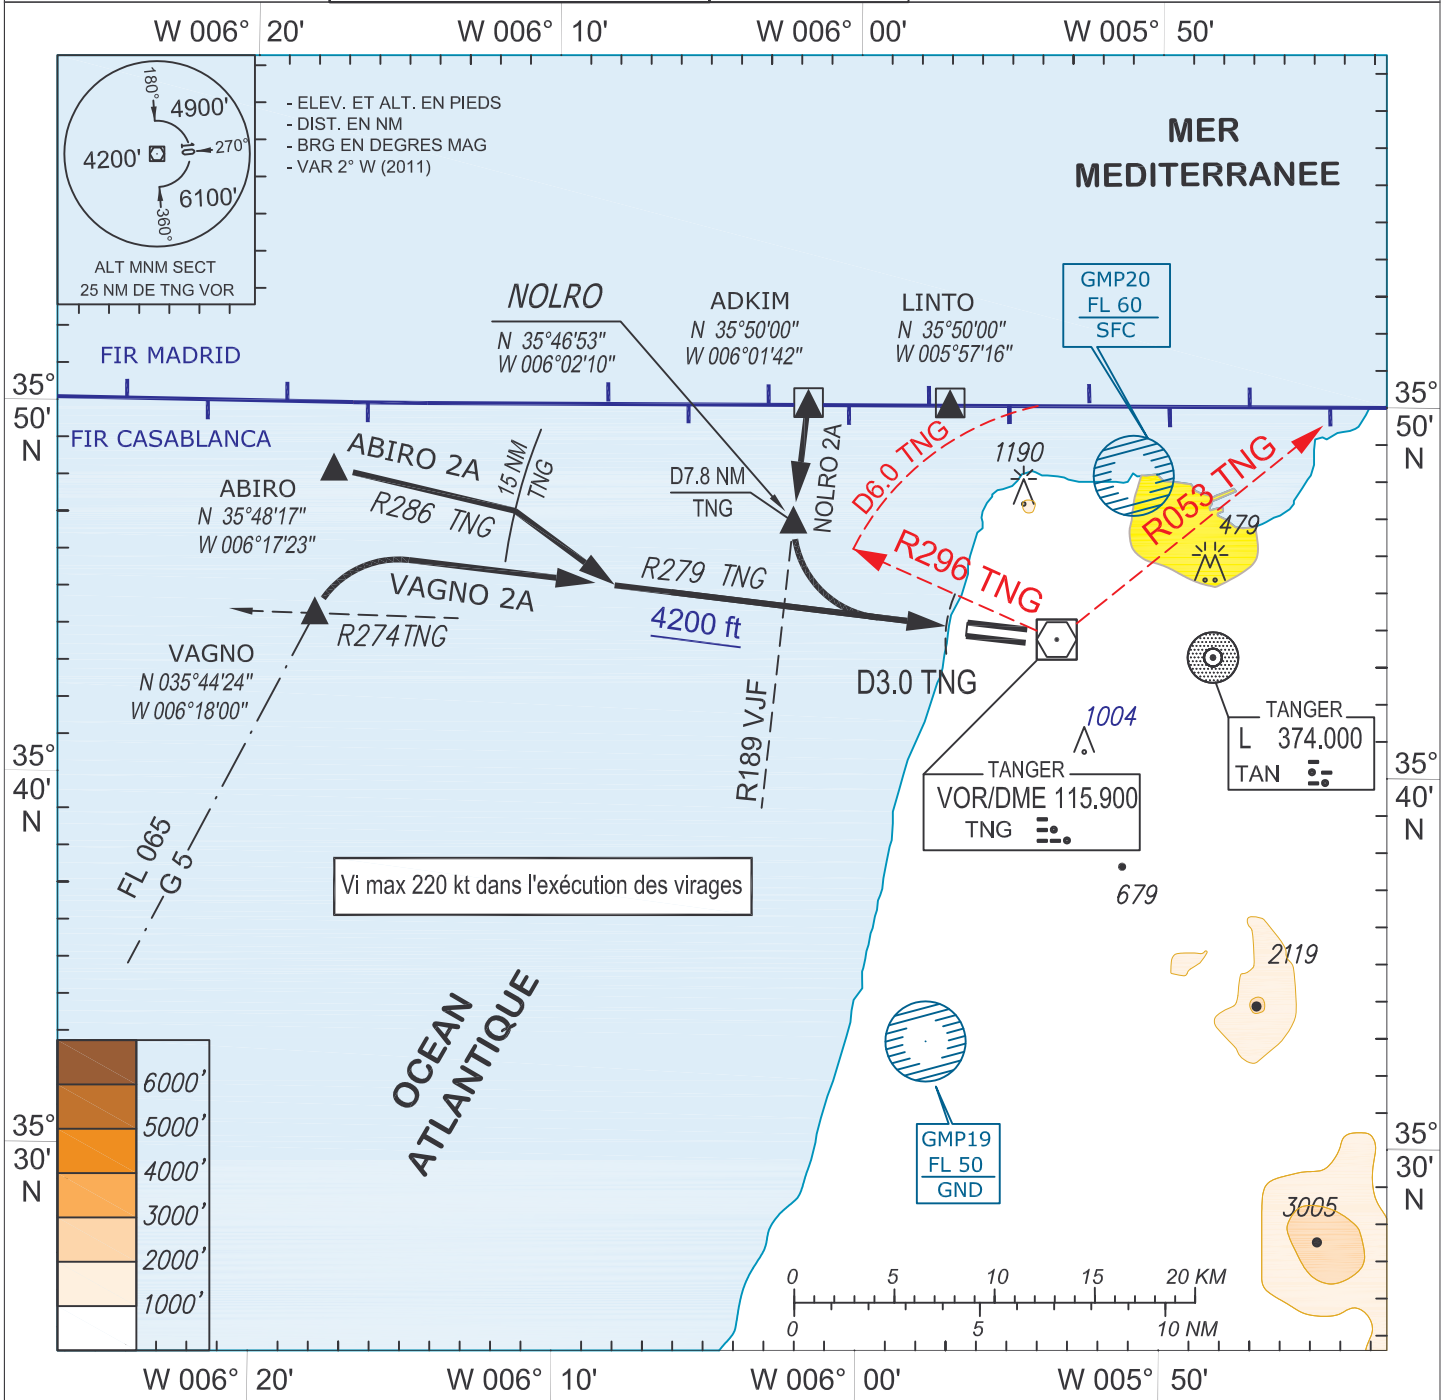 W 006° 20'
W 006° 10'
W 006° 00'
W 005° 50'
180°
4900'
4200'
10
270°
6100'
360°
ALT MNM SECT
25 NM DE TNG VOR
- ELEV. ET ALT. EN PIEDS
- DIST. EN NM
- BRG EN DEGRES MAG
- VAR 2° W (2011)
MER
MEDITERRANEE
NOLRO
N 35°46'53"
W 006°02'10"
ADKIM
N 35°50'00"
W 006°01'42"
LINTO
N 35°50'00"
W 005°57'16"
GMP20
FL 60
SFC
FIR MADRID
35°
50'
N
35°
50'
N
FIR CASABLANCA
ABIRO 2A
R286 TNG
15 NM
TNG
ABIRO
N 35°48'17"
W 006°17'23"
D7.8 NM
TNG
NOLRO 2A
D6.0 TNG
1190
R053 TNG
479
R296 TNG
R279 TNG
4200 ft
VAGNO 2A
R274TNG
VAGNO
N 035°44'24"
W 006°18'00"
D3.0 TNG
R189 VJF
1004
TANGER
L 374.000
TAN
TANGER
VOR/DME 115.900
TNG
35°
40'
N
35°
40'
N
FL 065
G 5
Vi max 220 kt dans l'exécution des virages
679
2119
OCEAN
ATLANTIQUE
GMP19
FL 50
GND
6000'
5000'
4000'
3000'
2000'
1000'
35°
30'
N
35°
30'
N
3005
0 5 10 15 20 KM
0 5 10 NM
W 006° 20'
W 006° 10'
W 006° 00'
W 005° 50'